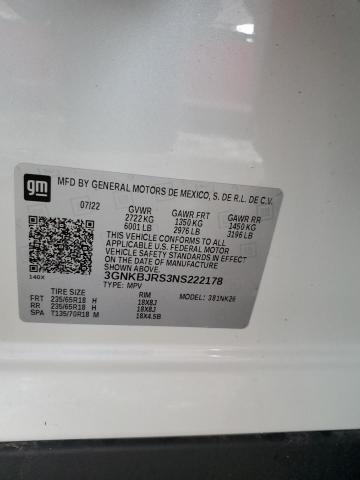 gm
MFD BY GENERAL MOTORS DE MEXICO, S. DE R.L. DE C.V.
07/22 GVWR GAWR FRT GAWR RR
2722 KG 1350 KG 1450 KG
6001 LB 2976 LB 3196 LB
THIS VEHICLE CONFORMS TO ALL
APPLICABLE U.S. FEDERAL MOTOR
VEHICLE SAFETY STANDARDS IN EFFECT
ON THE DATE OF MANUFACTURE
SHOWN ABOVE.
140X 3GNKBJRS3NS222178
TYPE: MPV
TIRE SIZE RIM MODEL: 381NK26
FRT 235/65R18 H 18X8J
RR 235/65R18 H 18X8J
SPA T135/70R18 M 18X4.5B